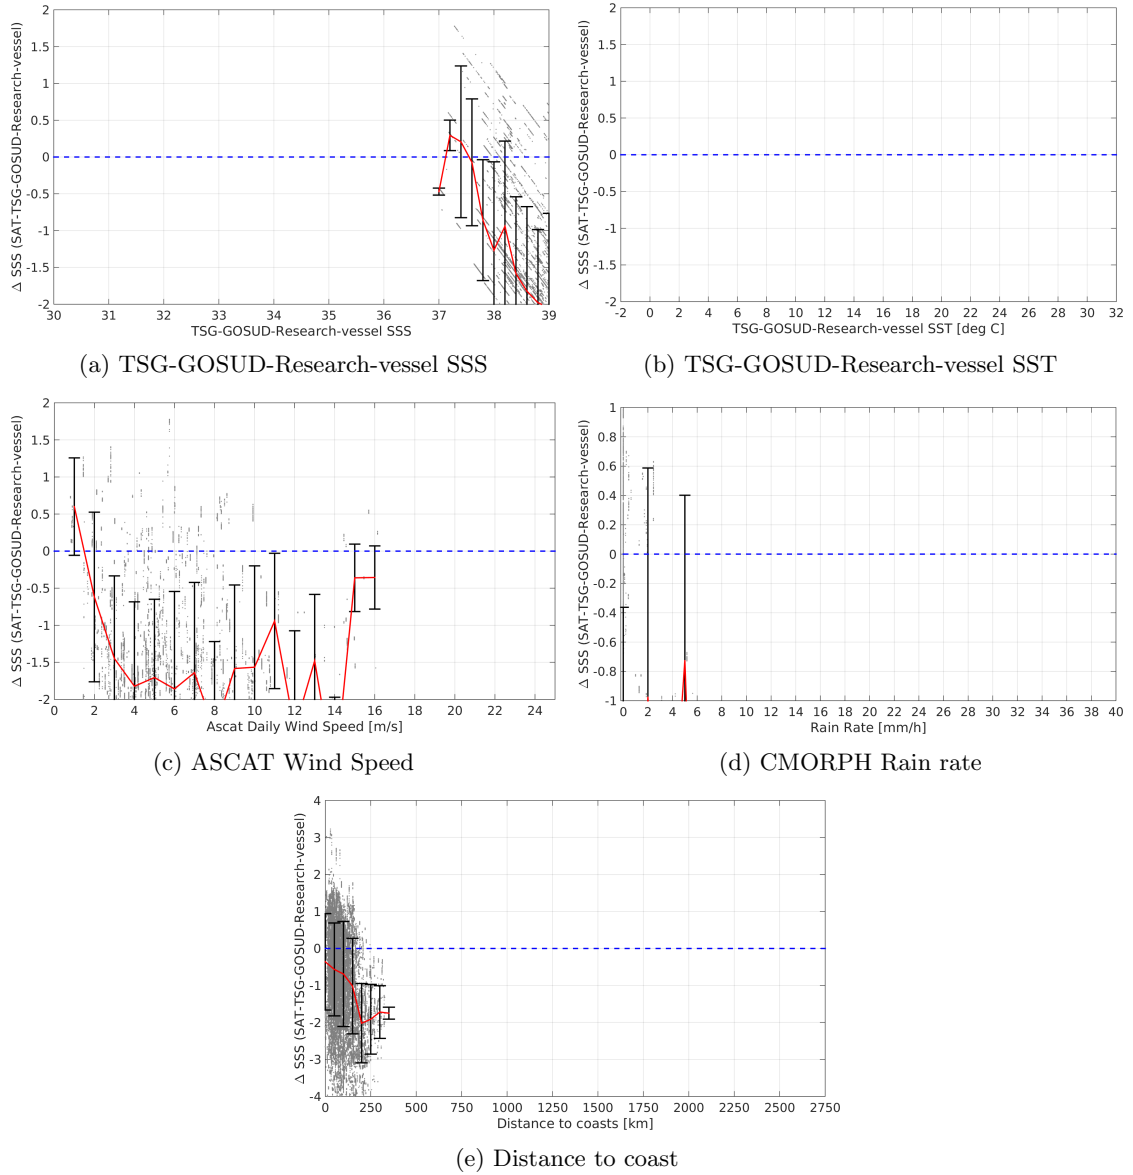 Δ SSS (SAT-TSG-GOSUD-Research-vessel)
2
1.5
1
0.5
0
-0.5
-1
-1.5
-2
30 31 32 33 34 35 36 37 38 39
TSG-GOSUD-Research-vessel SSS
(a) TSG-GOSUD-Research-vessel SSS
Δ SSS (SAT-TSG-GOSUD-Research-vessel)
2
1.5
1
0.5
0
-0.5
-1
-1.5
-2
-2 0 2 4 6 8 10 12 14 16 18 20 22 24 26 28 30 32
TSG-GOSUD-Research-vessel SST [deg C]
(b) TSG-GOSUD-Research-vessel SST
Δ SSS (SAT-TSG-GOSUD-Research-vessel)
2
1.5
1
0.5
0
-0.5
-1
-1.5
-2
0 2 4 6 8 10 12 14 16 18 20 22 24
Ascat Daily Wind Speed [m/s]
(c) ASCAT Wind Speed
Δ SSS (SAT-TSG-GOSUD-Research-vessel)
1
0.8
0.6
0.4
0.2
0
-0.2
-0.4
-0.6
-0.8
-1
0 2 4 6 8 10 12 14 16 18 20 22 24 26 28 30 32 34 36 38 40
Rain Rate [mm/h]
(d) CMORPH Rain rate
Δ SSS (SAT-TSG-GOSUD-Research-vessel)
4
3
2
1
0
-1
-2
-3
-4
0 250 500 750 1000 1250 1500 1750 2000 2250 2500 2750
Distance to coasts [km]
(e) Distance to coast